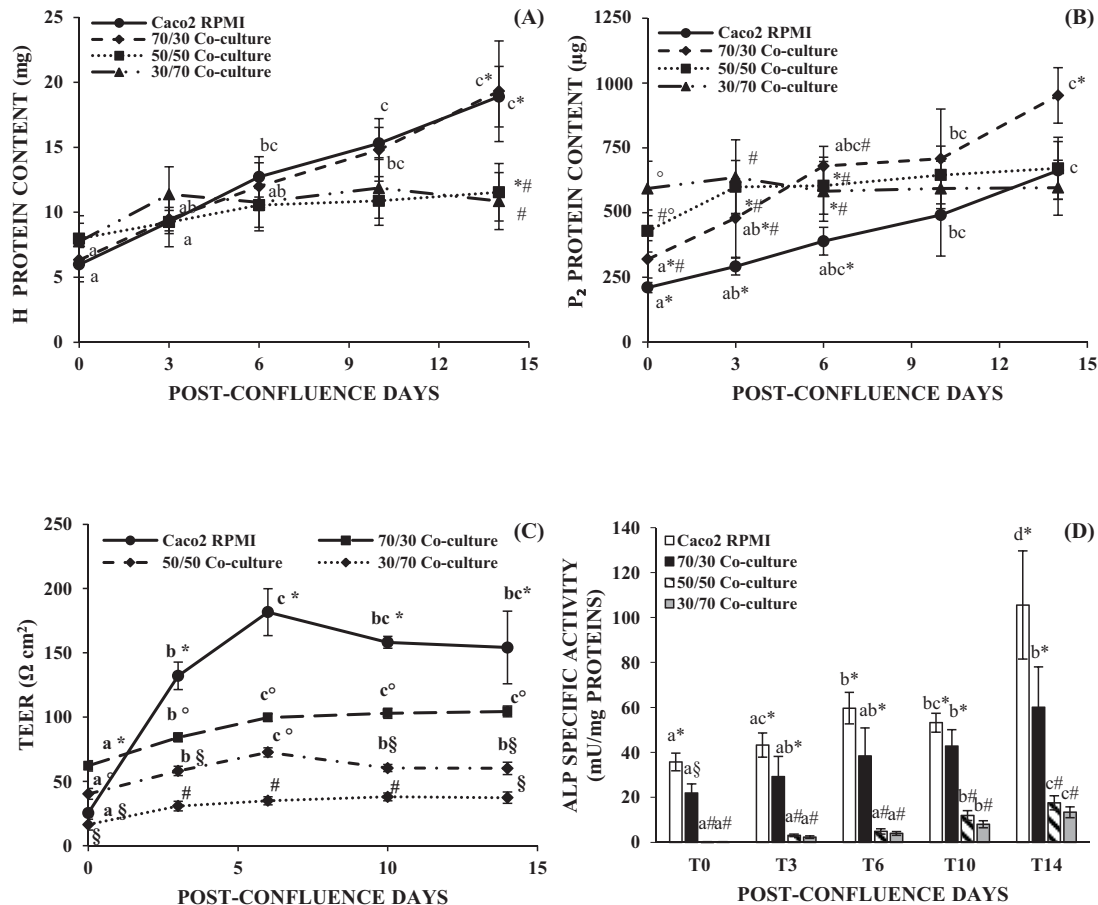 (A)
Caco2 RPMI
70/30 Co-culture
50/50 Co-culture
30/70 Co-culture
H PROTEIN CONTENT (mg)
25
20
15
10
5
0
0 3 6 9 12 15
POST-CONFLUENCE DAYS
a
a
ab
a
bc
ab
c
bc
c*
c*
*#
#
(B)
Caco2 RPMI
70/30 Co-culture
50/50 Co-culture
30/70 Co-culture
P₂ PROTEIN CONTENT (µg)
1250
1000
750
500
250
0
0 3 6 9 12 15
POST-CONFLUENCE DAYS
°
#°
a*#
a*
#
*#
ab*#
ab*
abc#
*#
*#
abc*
bc
bc
c*
c
(C)
Caco2 RPMI
70/30 Co-culture
50/50 Co-culture
30/70 Co-culture
TEER (Ω cm²)
250
200
150
100
50
0
0 5 10 15
POST-CONFLUENCE DAYS
a *
a °
a §
§
b *
b °
b §
#
c *
c°
c °
#
bc *
c°
b§
#
bc*
c°
b§
§
(D)
Caco2 RPMI
70/30 Co-culture
50/50 Co-culture
30/70 Co-culture
ALP SPECIFIC ACTIVITY
(mU/mg PROTEINS)
140
120
100
80
60
40
20
0
a*
a§
a#
a#
ac*
ab*
a#
a#
b*
ab*
a#
a#
bc*
b*
b#
b#
d*
b*
c#
c#
T0 T3 T6 T10 T14
POST-CONFLUENCE DAYS